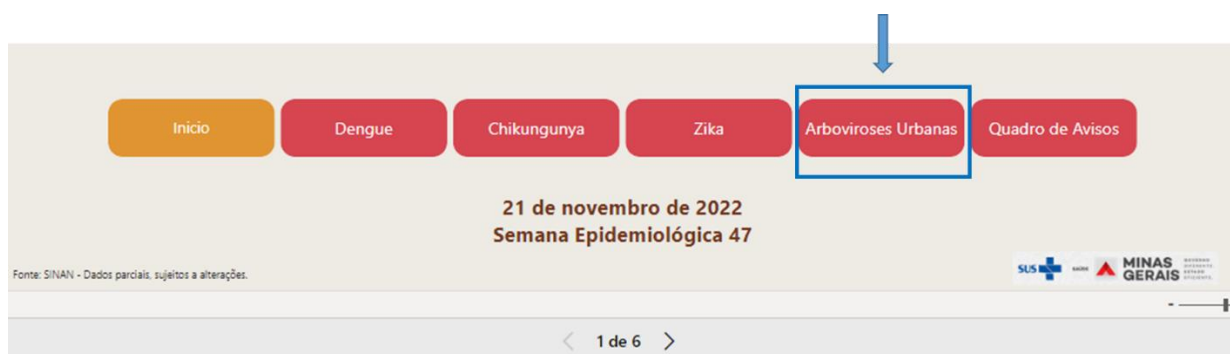 Inicio Dengue Chikungunya Zika Arboviroses Urbanas Quadro de Avisos
21 de novembro de 2022
Semana Epidemiológica 47
Fonte: SINAN - Dados parciais, sujeitos a alterações.
SUS SAÚDE MINAS GERAIS
1 de 6